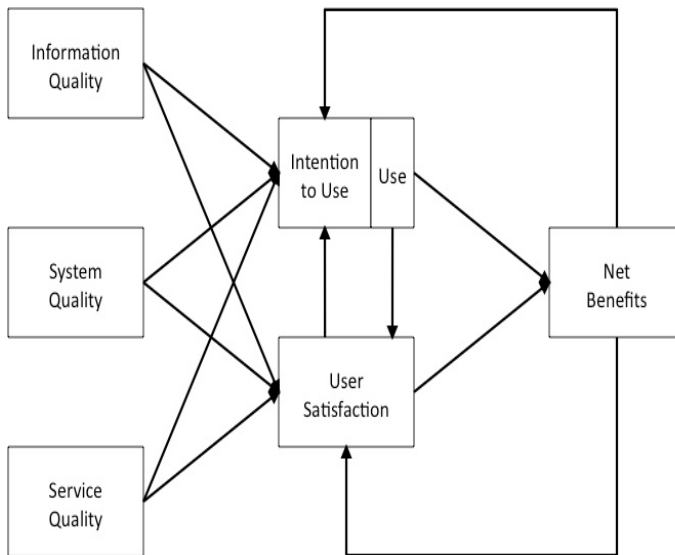 Information
Quality
Intention
to Use
Use
System
Quality
Net
Benefits
User
Satisfaction
Service
Quality